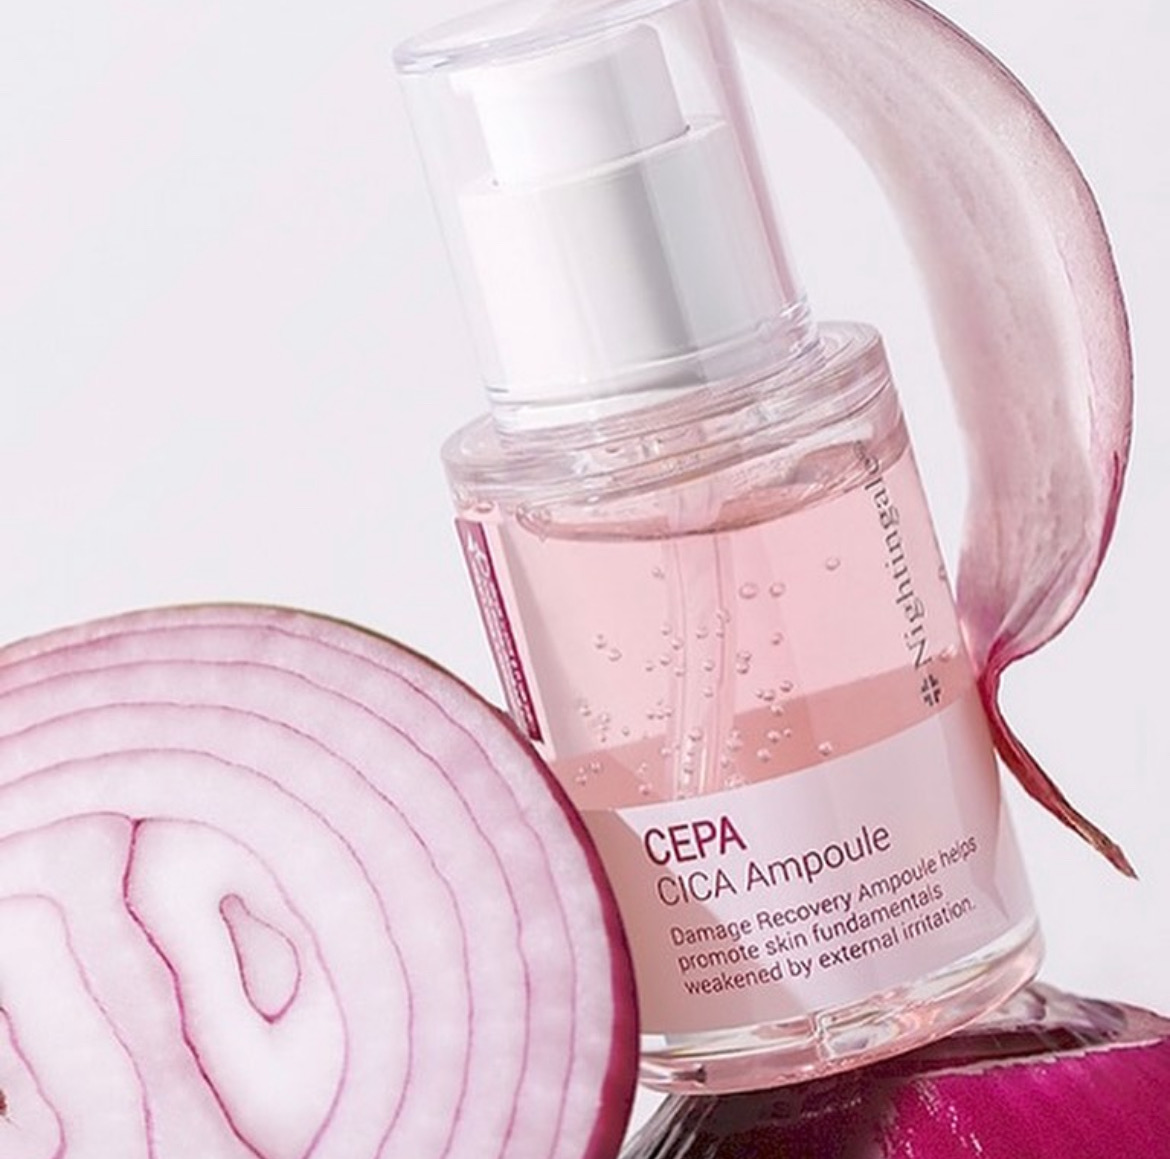 Nightingale
CEPA
CICA Ampoule
Damage Recovery Ampoule helps
promote skin fundamentals
weakened by external irritation.